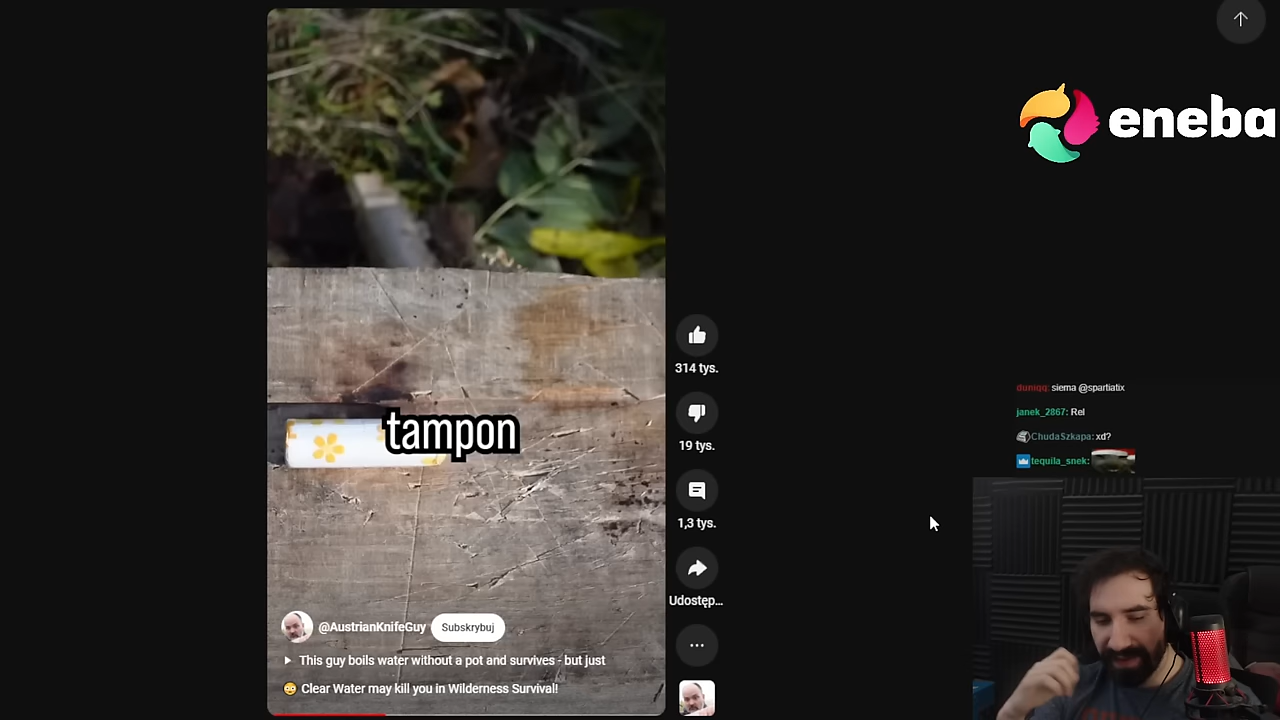 eneba
314 tys.
duniqq: siema @spartiatix
janek_2867: Rel
tampon
19 tys.
ChudaSzkapa: xd?
tequila_snek:
1,3 tys.
Udostęp...
@AustrianKnifeGuy Subskrybuj
This guy boils water without a pot and survives - but just
Clear Water may kill you in Wilderness Survival!